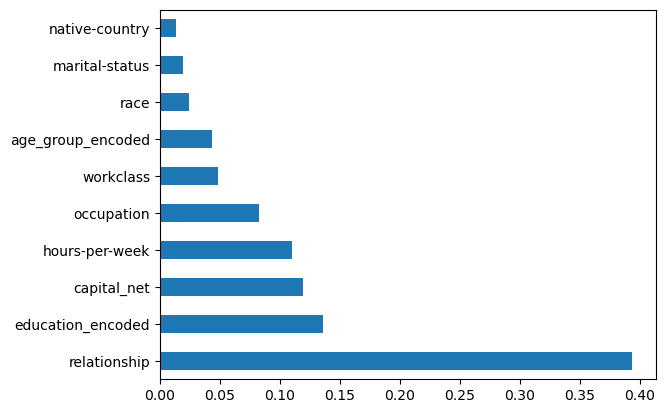 native-country
marital-status
race
age_group_encoded
workclass
occupation
hours-per-week
capital_net
education_encoded
relationship
0.00 0.05 0.10 0.15 0.20 0.25 0.30 0.35 0.40